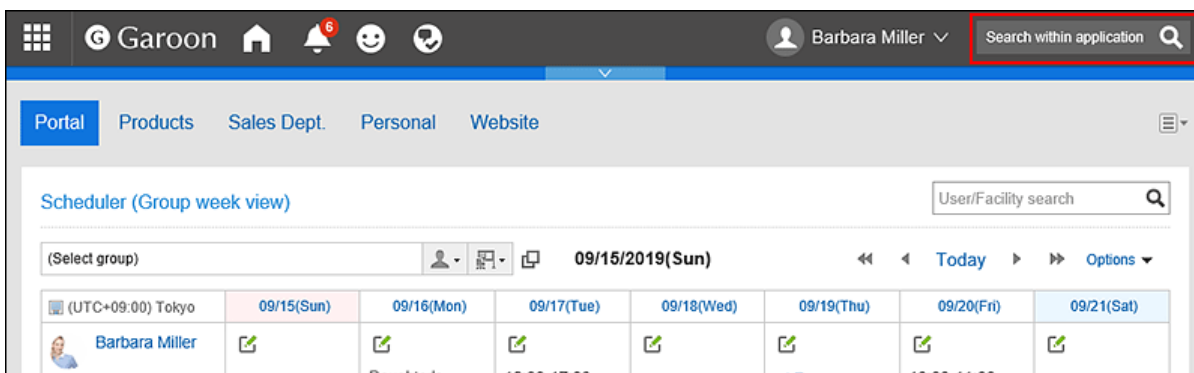 Garoon 6 Barbara Miller Search within application
Portal Products Sales Dept. Personal Website
Scheduler (Group week view) User/Facility search
(Select group) 09/15/2019(Sun) Today Options
(UTC+09:00) Tokyo 09/15(Sun) 09/16(Mon) 09/17(Tue) 09/18(Wed) 09/19(Thu) 09/20(Fri) 09/21(Sat)
Barbara Miller